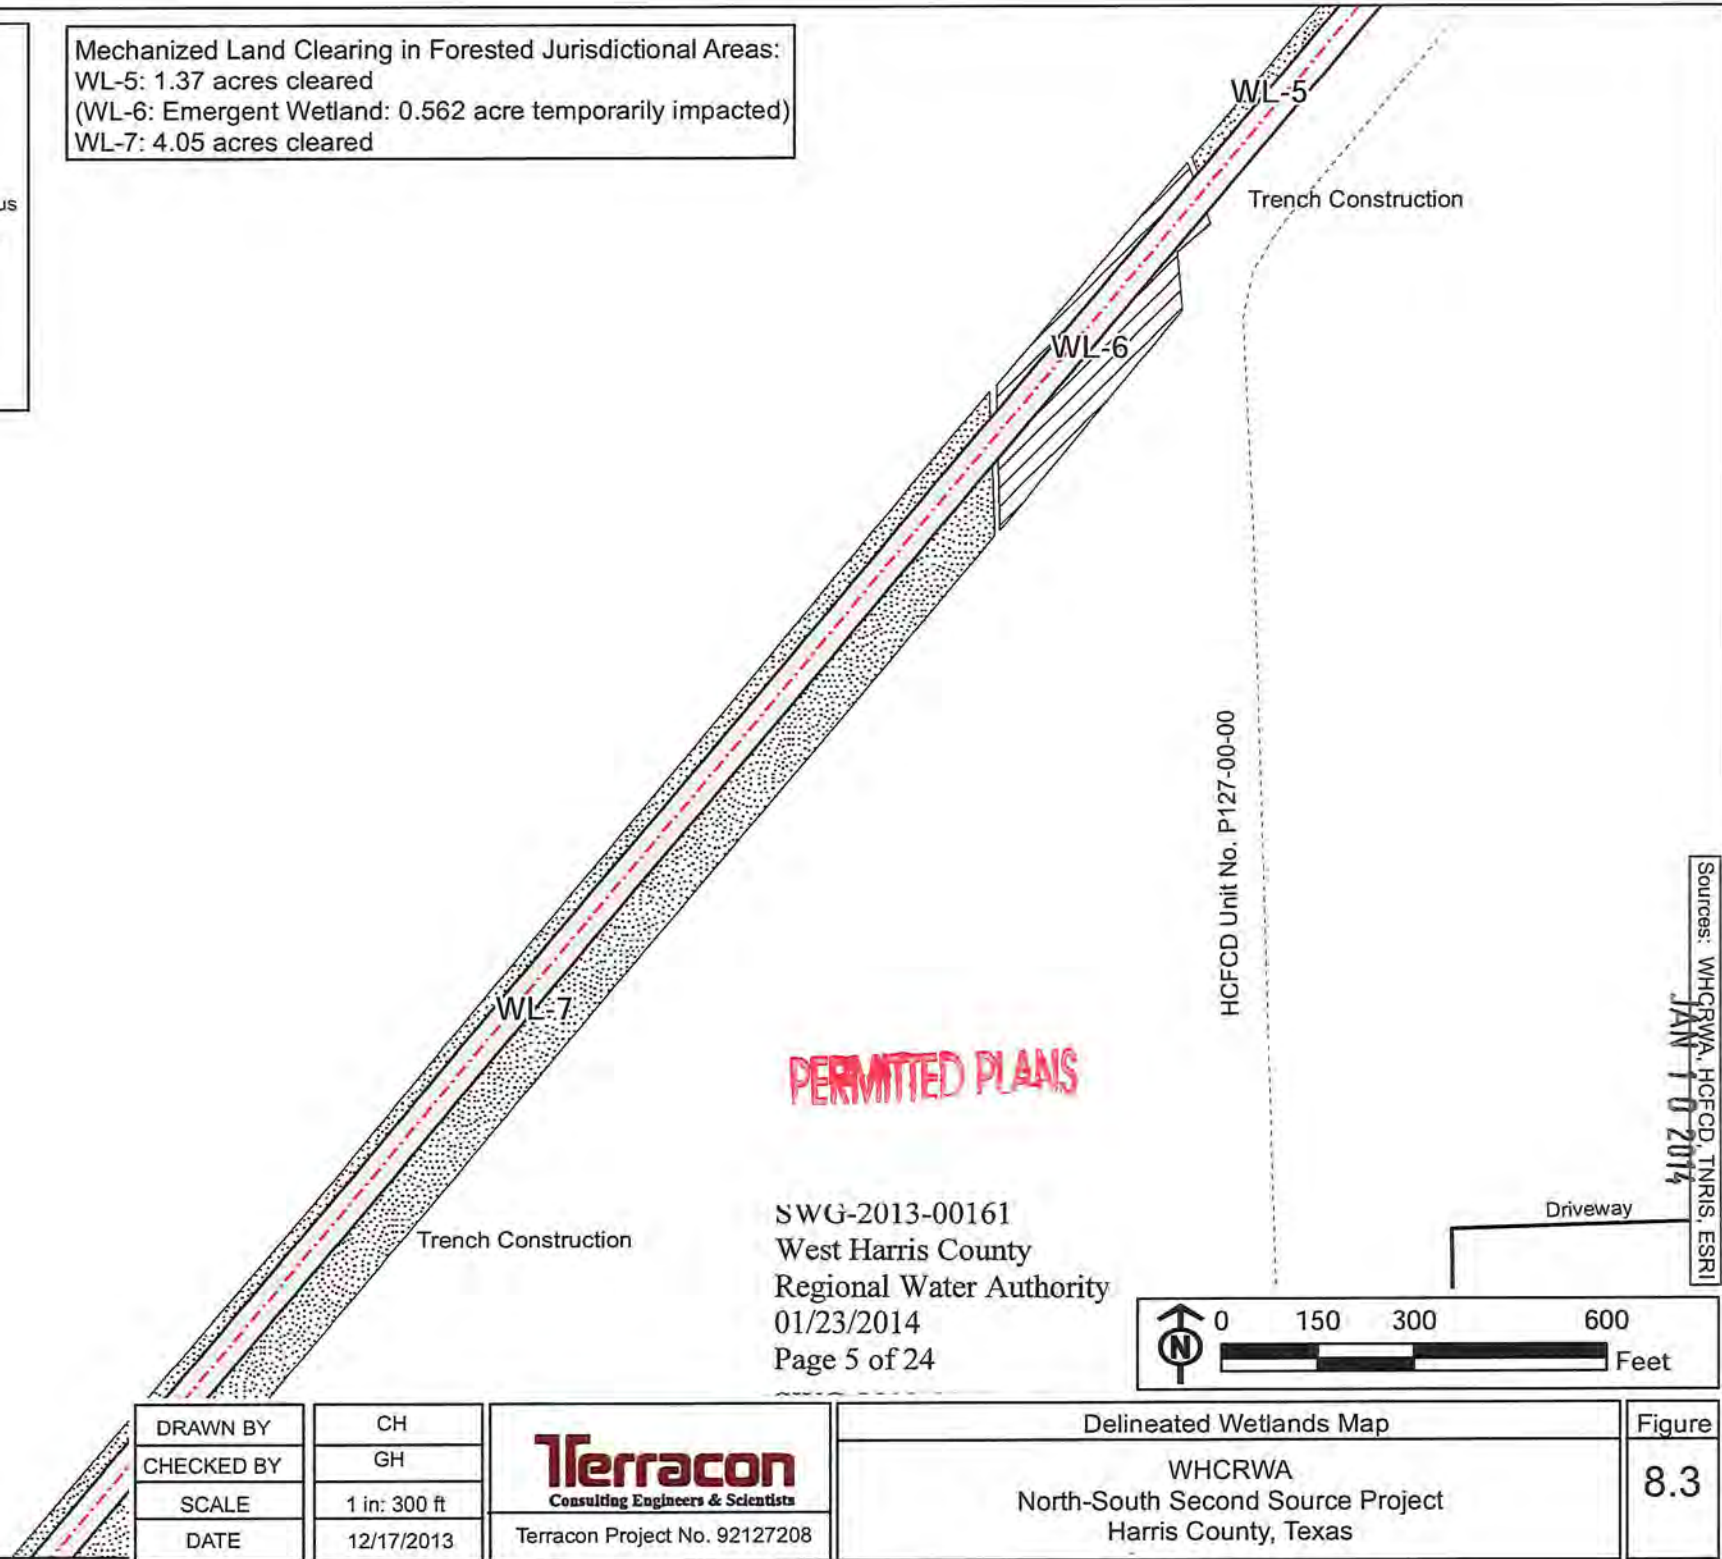 Mechanized Land Clearing in Forested Jurisdictional Areas:
WL-5: 1.37 acres cleared
(WL-6: Emergent Wetland: 0.562 acre temporarily impacted)
WL-7: 4.05 acres cleared
us
WL-5
Trench Construction
WL-6
HCFCD Unit No. P127-00-00
WL-7
Trench Construction
PERMITTED PLANS
SWG-2013-00161
West Harris County
Regional Water Authority
01/23/2014
Page 5 of 24
Sources: WHCRWA, HCFCD, TNRIS, ESRI
JAN 10 2014
Driveway
N
0 150 300 600
Feet
DRAWN BY CH
CHECKED BY GH
SCALE 1 in: 300 ft
DATE 12/17/2013
Terracon
Consulting Engineers & Scientists
Terracon Project No. 92127208
Delineated Wetlands Map
WHCRWA
North-South Second Source Project
Harris County, Texas
Figure
8.3